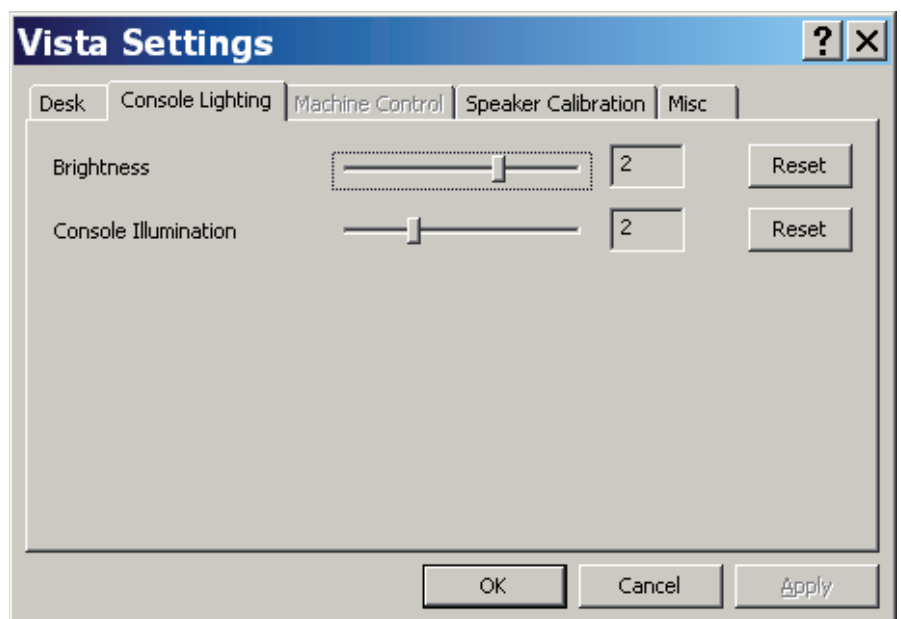 Vista Settings ? X
Desk Console Lighting Machine Control Speaker Calibration Misc
Brightness 2 Reset
Console Illumination 2 Reset
OK Cancel Apply